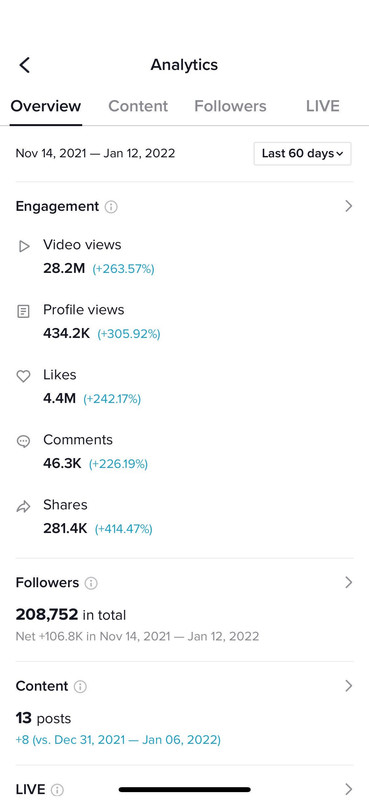 Analytics
Overview Content Followers LIVE
Nov 14, 2021 — Jan 12, 2022 Last 60 days
Engagement
Video views
28.2M (+263.57%)
Profile views
434.2K (+305.92%)
Likes
4.4M (+242.17%)
Comments
46.3K (+226.19%)
Shares
281.4K (+414.47%)
Followers
208,752 in total
Net +106.8K in Nov 14, 2021 — Jan 12, 2022
Content
13 posts
+8 (vs. Dec 31, 2021 — Jan 06, 2022)
LIVE